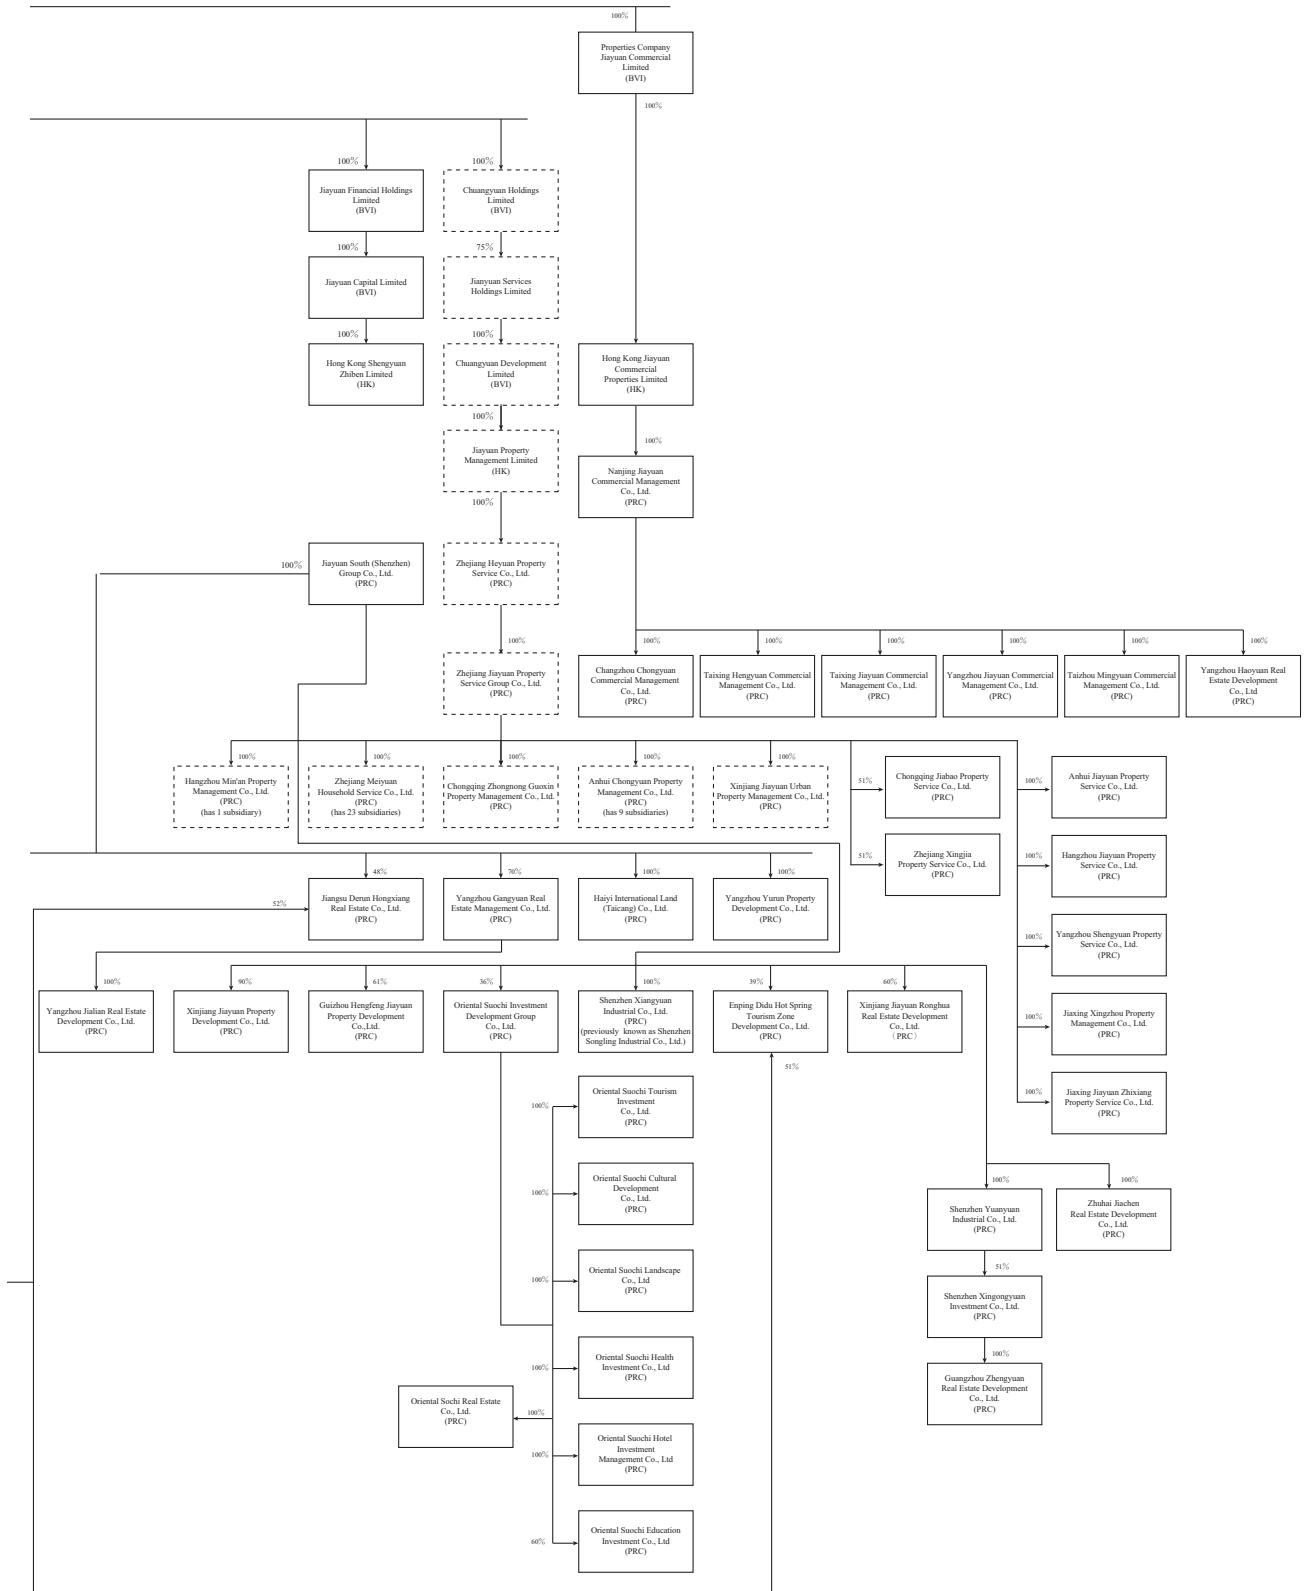 100%
Properties Company
Jiayuan Commercial
Limited
(BVI)
100%
100%
100%
Jiayuan Financial Holdings
Limited
(BVI)
Chuangyuan Holdings
Limited
(BVI)
100%
75%
Jiayuan Capital Limited
(BVI)
Jianyuan Services
Holdings Limited
100%
100%
Hong Kong Shengyuan
Zhiben Limited
(HK)
Chuangyuan Development
Limited
(BVI)
Hong Kong Jiayuan
Commercial
Properties Limited
(HK)
100%
100%
Jiayuan Property
Management Limited
(HK)
Nanjing Jiayuan
Commercial Management
Co., Ltd.
(PRC)
100%
100%
Jiayuan South (Shenzhen)
Group Co., Ltd.
(PRC)
Zhejiang Heyuan Property
Service Co., Ltd.
(PRC)
100%
100%
100%
100%
100%
100%
100%
Zhejiang Jiayuan Property
Service Group Co., Ltd.
(PRC)
Changzhou Chongyuan
Commercial Management
Co., Ltd.
(PRC)
Taixing Hengyuan Commercial
Management Co., Ltd.
(PRC)
Taixing Jiayuan Commercial
Management Co., Ltd.
(PRC)
Yangzhou Jiayuan Commercial
Management Co., Ltd.
(PRC)
Taizhou Mingyuan Commercial
Management Co., Ltd.
(PRC)
Yangzhou Haoyuan Real
Estate Development
Co., Ltd
(PRC)
100%
100%
100%
100%
100%
Hangzhou Min'an Property
Management Co., Ltd.
(PRC)
(has 1 subsidiary)
Zhejiang Meiyuan
Household Service Co., Ltd.
(PRC)
(has 23 subsidiaries)
Chongqing Zhongnong Guoxin
Property Management Co., Ltd.
(PRC)
Anhui Chongyuan Property
Management Co., Ltd.
(PRC)
(has 9 subsidiaries)
Xinjiang Jiayuan Urban
Property Management Co., Ltd.
(PRC)
51%
Chongqing Jiabao Property
Service Co., Ltd.
(PRC)
100%
Anhui Jiayuan Property
Service Co., Ltd.
(PRC)
51%
Zhejiang Xingjia
Property Service Co., Ltd.
(PRC)
100%
Hangzhou Jiayuan Property
Service Co., Ltd.
(PRC)
48%
70%
100%
100%
52%
Jiangsu Derun Hongxiang
Real Estate Co., Ltd.
(PRC)
Yangzhou Gangyuan Real
Estate Management Co., Ltd.
(PRC)
Haiyi International Land
(Taicang) Co., Ltd.
(PRC)
Yangzhou Yurun Property
Development Co., Ltd.
(PRC)
100%
Yangzhou Shengyuan Property
Service Co., Ltd.
(PRC)
100%
90%
61%
36%
100%
39%
60%
Yangzhou Jialian Real Estate
Development Co., Ltd.
(PRC)
Xinjiang Jiayuan Property
Development Co., Ltd.
(PRC)
Guizhou Hengfeng Jiayuan
Property Development
Co.,Ltd.
(PRC)
Oriental Suochi Investment
Development Group
Co., Ltd.
(PRC)
Shenzhen Xiangyuan
Industrial Co., Ltd.
(PRC)
(previously known as Shenzhen
Songling Industrial Co., Ltd.)
Enping Didu Hot Spring
Tourism Zone
Development Co., Ltd.
(PRC)
Xinjiang Jiayuan Ronghua
Real Estate Development
Co., Ltd.
(PRC)
100%
Jiaxing Xingzhou Property
Management Co., Ltd.
(PRC)
51%
100%
Jiaxing Jiayuan Zhixiang
Property Service Co., Ltd.
(PRC)
100%
Oriental Suochi Tourism
Investment
Co., Ltd.
(PRC)
100%
Oriental Suochi Cultural
Development
Co., Ltd.
(PRC)
100%
100%
Shenzhen Yuanyuan
Industrial Co., Ltd.
(PRC)
Zhuhai Jiachen
Real Estate Development
Co., Ltd.
(PRC)
100%
Oriental Suochi Landscape
Co., Ltd
(PRC)
51%
Shenzhen Xingongyuan
Investment Co., Ltd.
(PRC)
100%
Oriental Suochi Health
Investment Co., Ltd
(PRC)
100%
Guangzhou Zhengyuan
Real Estate Development
Co., Ltd.
(PRC)
Oriental Sochi Real Estate
Co., Ltd.
(PRC)
100%
100%
Oriental Suochi Hotel
Investment
Management Co., Ltd
(PRC)
60%
Oriental Suochi Education
Investment Co., Ltd
(PRC)